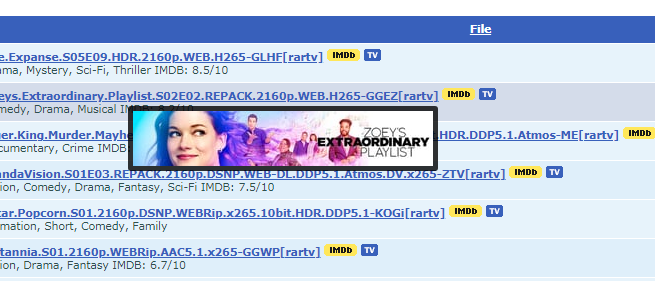 File
e.Expanse.S05E09.HDR.2160p.WEB.H265-GLHF[rartv] IMDb TV
ama, Mystery, Sci-Fi, Thriller IMDB: 8.5/10
eys.Extraordinary.Playlist.S02E02.REPACK.2160p.WEB.H265-GGEZ[rartv] IMDb TV
medy, Drama, Musical IMDB: 8.2/10
ZOEY'S
EXTRAORDINARY
PLAYLIST
ger.King.Murder.Mayhe .HDR.DDP5.1.Atmos-ME[rartv] IMDb
cumentary, Crime IMDB
andaVision.S01E03.REPACK.2160p.DSNP.WEB-DL.DDP5.1.Atmos.DV.x265-ZTV[rartv] IMDb TV
ion, Comedy, Drama, Fantasy, Sci-Fi IMDB: 7.5/10
tar.Popcorn.S01.2160p.DSNP.WEBRip.x265.10bit.HDR.DDP5.1-KOGi[rartv] IMDb TV
mation, Short, Comedy, Family
itannia.S01.2160p.WEBRip.AAC5.1.x265-GGWP[rartv] IMDb TV
ion, Drama, Fantasy IMDB: 6.7/10